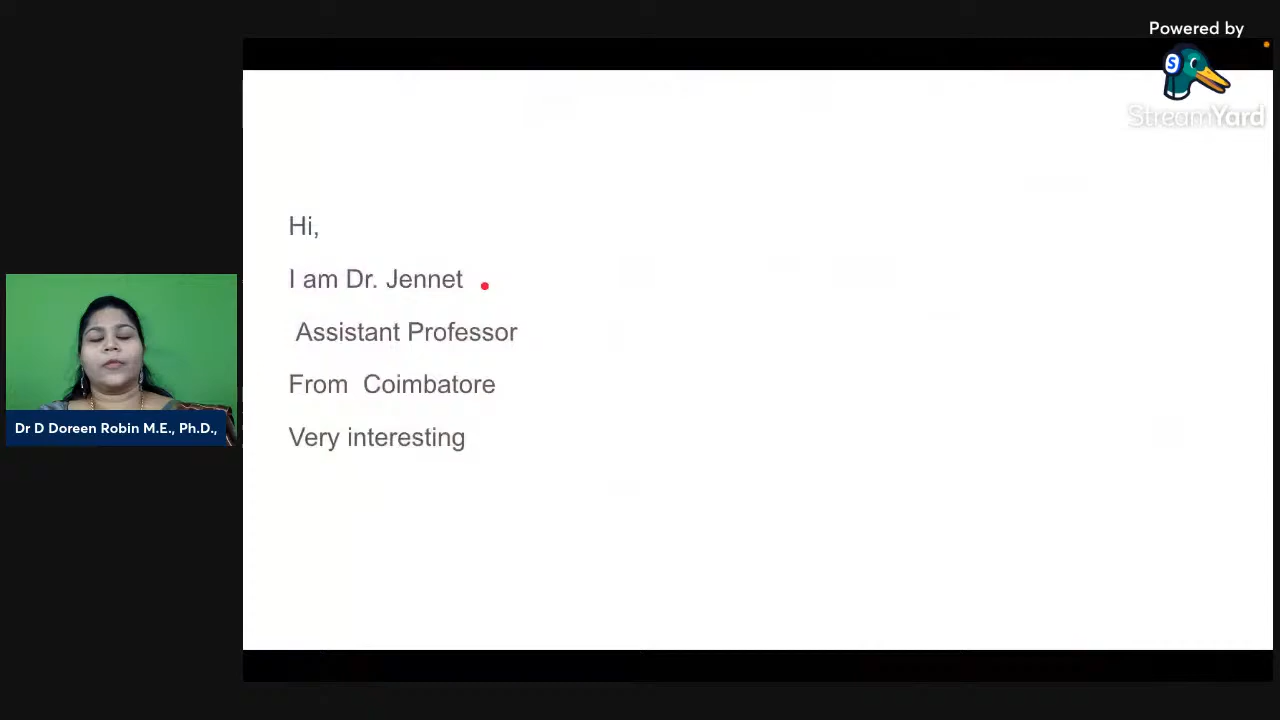 Powered by
S
StreamYard
Hi,
I am Dr. Jennet
Assistant Professor
From Coimbatore
Very interesting
Dr D Doreen Robin M.E., Ph.D.,